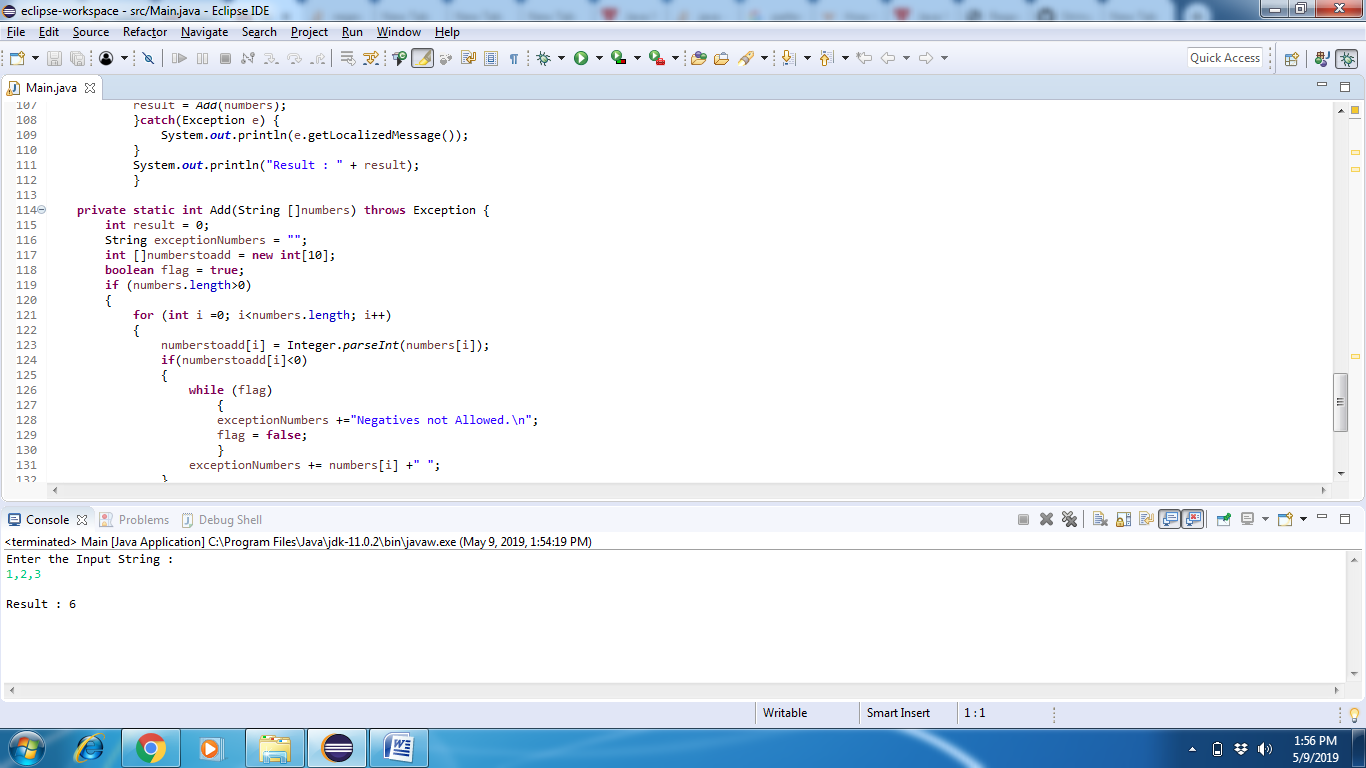 eclipse-workspace - src/Main.java - Eclipse IDE
File Edit Source Refactor Navigate Search Project Run Window Help
Quick Access
Main.java
107 result = Add(numbers);
108 }catch(Exception e) {
109 System.out.println(e.getLocalizedMessage());
110 }
111 System.out.println("Result : " + result);
112 }
113
114 private static int Add(String []numbers) throws Exception {
115 int result = 0;
116 String exceptionNumbers = "";
117 int []numberstoadd = new int[10];
118 boolean flag = true;
119 if (numbers.length>0)
120 {
121 for (int i =0; i<numbers.length; i++)
122 {
123 numberstoadd[i] = Integer.parseInt(numbers[i]);
124 if(numberstoadd[i]<0)
125 {
126 while (flag)
127 {
128 exceptionNumbers +="Negatives not Allowed.\n";
129 flag = false;
130 }
131 exceptionNumbers += numbers[i] +" ";
132 }
Console Problems Debug Shell
<terminated> Main [Java Application] C:\Program Files\Java\jdk-11.0.2\bin\javaw.exe (May 9, 2019, 1:54:19 PM)
Enter the Input String :
1,2,3
Result : 6
Writable Smart Insert 1 : 1
1:56 PM
5/9/2019